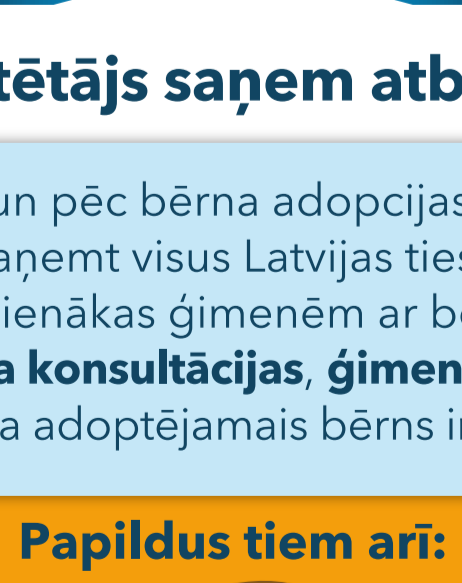 tētājs saņem atb
un pēc bērna adopcijas
aņemt visus Latvijas ties
ienākas ģimenēm ar b
a konsultācijas, ģimen
a adoptējamais bērns ir
Papildus tiem arī: